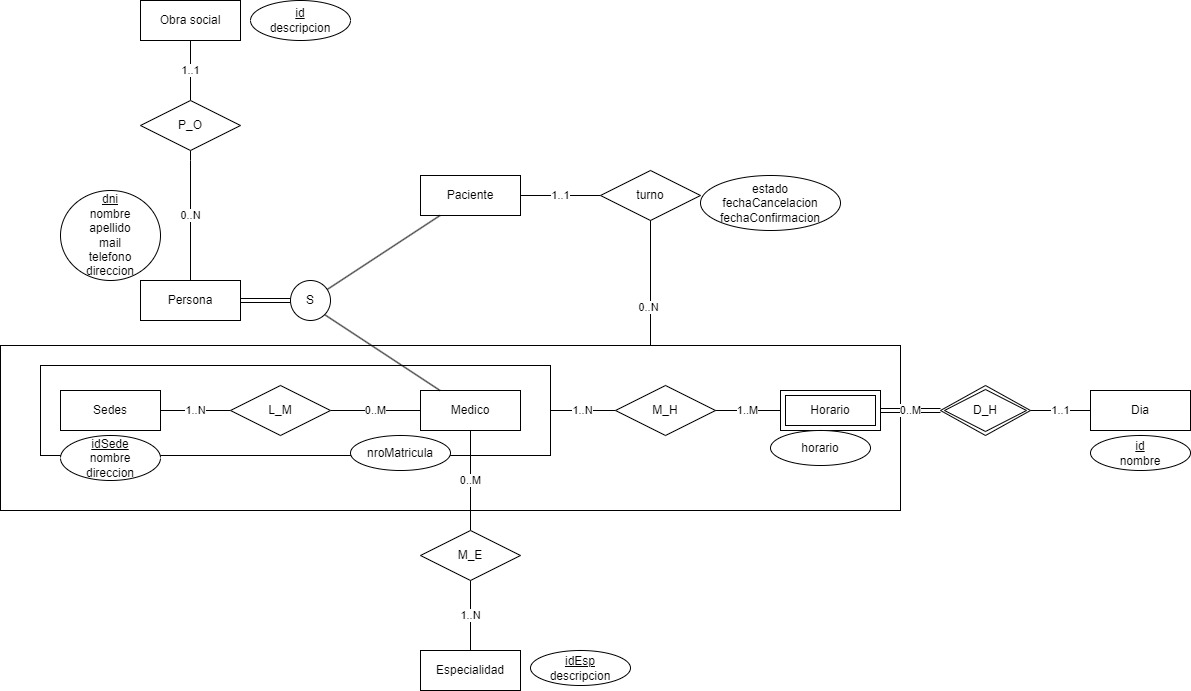 Obra social
id
descripcion
1..1
P_O
dni
nombre
apellido
mail
telefono
direccion
0..N
Persona
S
Paciente
1..1
turno
estado
fechaCancelacion
fechaConfirmacion
0..N
Sedes
1..N
L_M
0..M
Medico
1..N
M_H
1..M
Horario
0..M
D_H
1..1
Dia
idSede
nombre
direccion
nroMatricula
horario
id
nombre
0..M
M_E
1..N
Especialidad
idEsp
descripcion